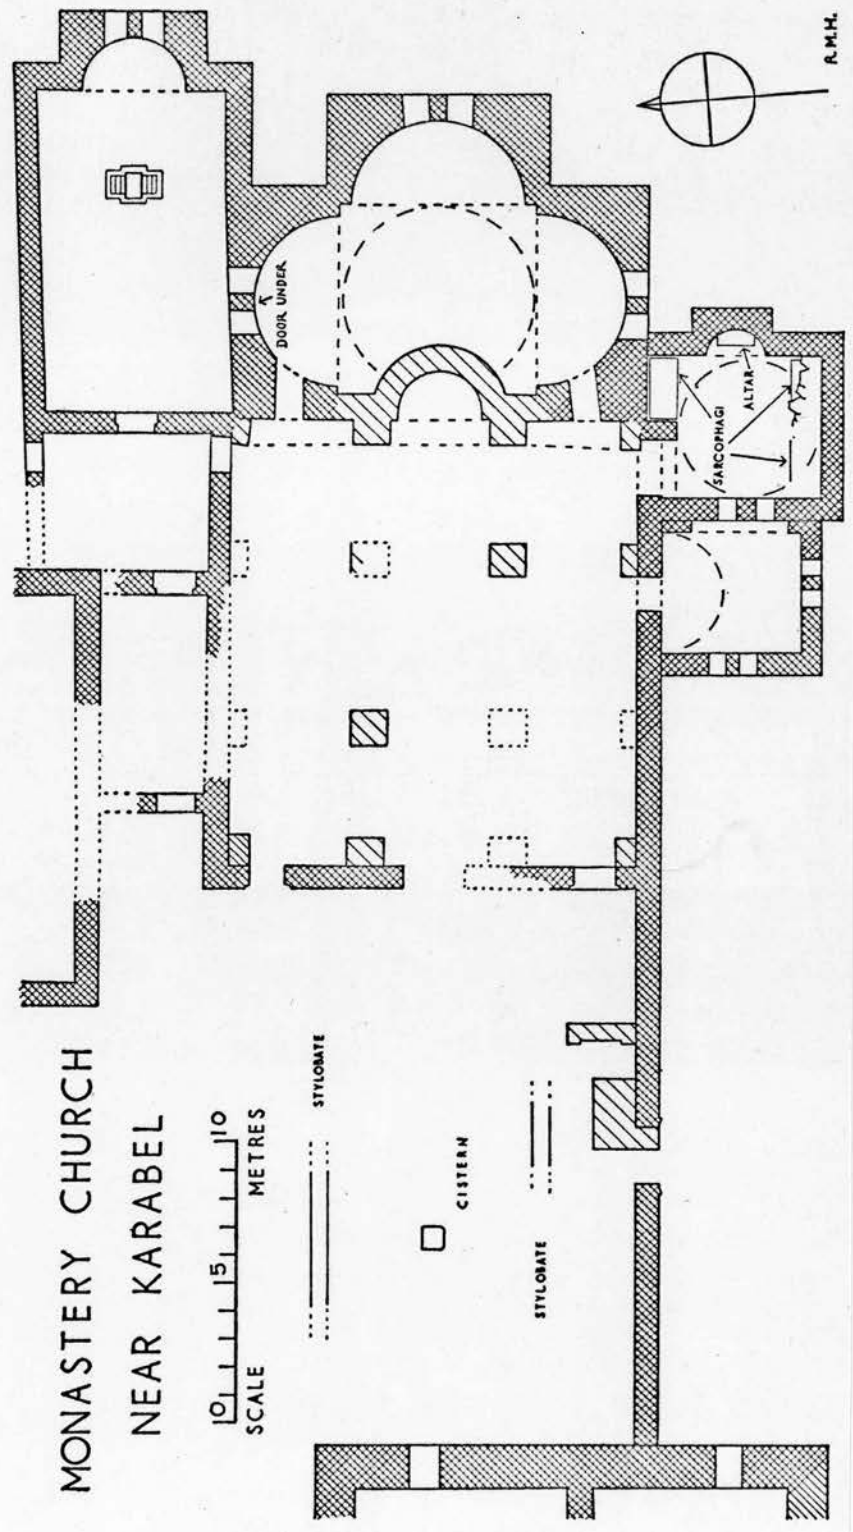 MONASTERY CHURCH
NEAR KARABEL
0 5 10
SCALE METRES
STYLOBATE
CISTERN
STYLOBATE
DOOR UNDER
SARCOPHAGI
ALTAR
R.M.H.